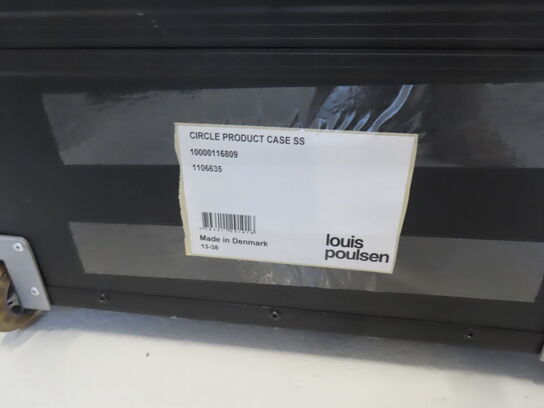 CIRCLE PRODUCT CASE SS
10000116809
1106635
Made in Denmark
13-38
louis
poulsen